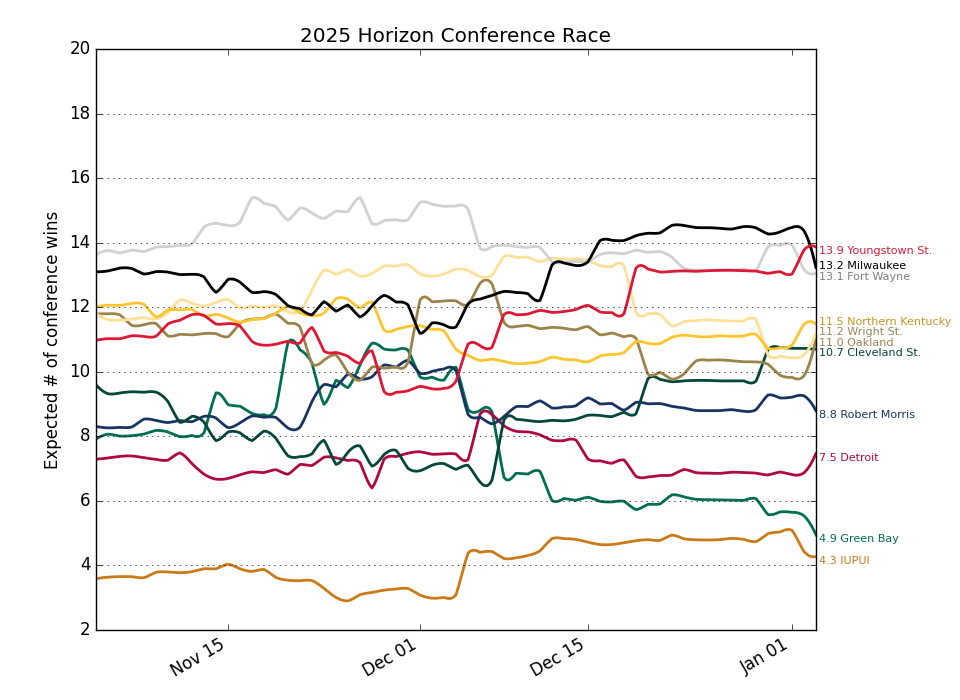 2025 Horizon Conference Race
Expected # of conference wins
20
18
16
14
12
10
8
6
4
2
Nov 15
Dec 01
Dec 15
Jan 01
13.9 Youngstown St.
13.2 Milwaukee
13.1 Fort Wayne
11.5 Northern Kentucky
11.2 Wright St.
11.0 Oakland
10.7 Cleveland St.
8.8 Robert Morris
7.5 Detroit
4.9 Green Bay
4.3 IUPUI